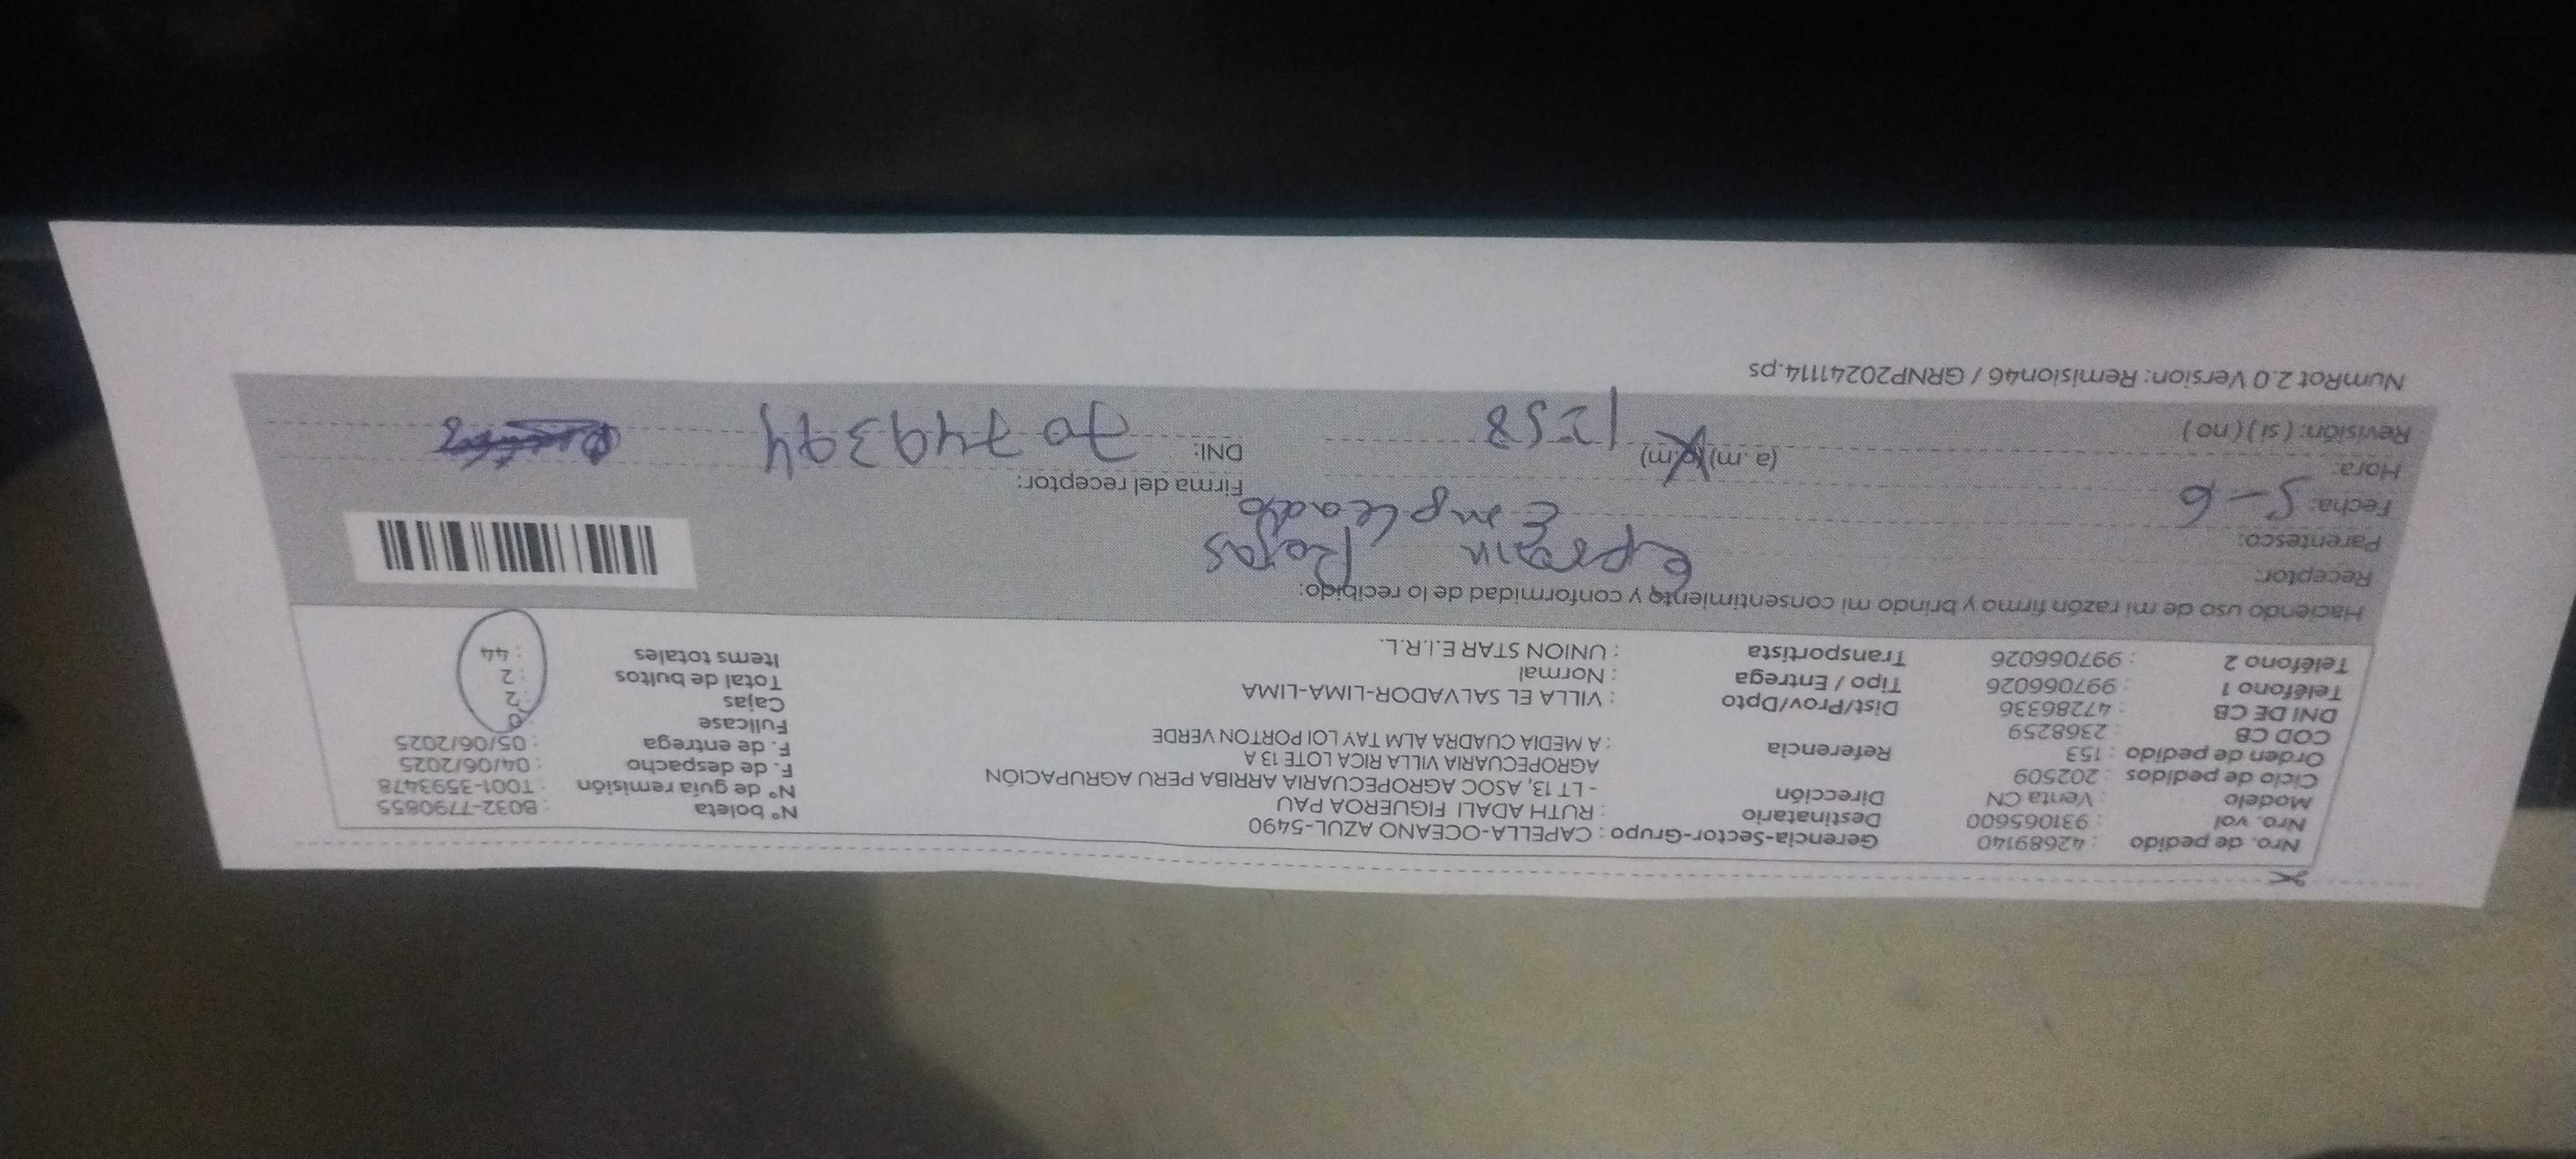 Nro. de pedido : 42689140 Gerencia-Sector-Grupo : CAPELLA-OCEANO AZUL-5490 N° boleta : B032-7790855
Nro. vol : 931065600 Destinatario : RUTH ADALI FIGUEROA PAU N° de guía remisión : T001-3593478
Modelo : Venta CN Dirección - LT 13, ASOC AGROPECUARIA ARRIBA PERU AGRUPACIÓN F. de despacho : 04/06/2025
Ciclo de pedidos : 202509 AGROPECUARIA VILLA RICA LOTE 13 A F. de entrega : 05/06/2025
Orden de pedido : 153 Referencia : A MEDIA CUADRA ALM TAY LOI PORTON VERDE Fullcase : 0
COD CB : 2368259 Cajas : 2
DNI DE CB : 47286336 Dist/Prov/Dpto : VILLA EL SALVADOR-LIMA-LIMA Total de bultos : 2
Teléfono 1 : 997066026 Tipo / Entrega : Normal Items totales : 44
Teléfono 2 : 997066026 Transportista : UNION STAR E.I.R.L.
Haciendo uso de mi razón firmo y brindo mi consentimiento y conformidad de lo recibido:
Receptor: Rojas
Parentesco: Empleado
Fecha: 5-6 Firma del receptor:
Hora: (a.m) (p.m) 1:58 DNI: 70749394
Revisión: (si) (no)
NumRot 2.0 Version: Remision46 / GRNP20241114.ps